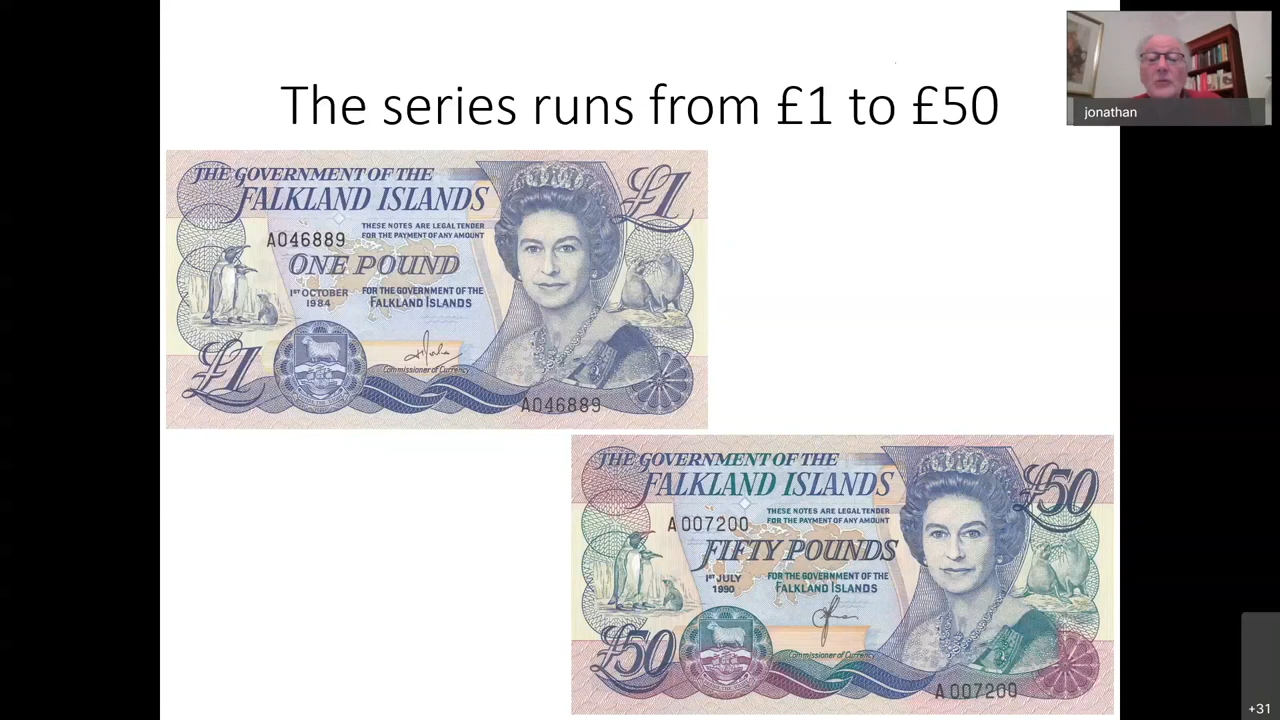 The series runs from £1 to £50
jonathan
THE GOVERNMENT OF THE
FALKLAND ISLANDS
£1
THESE NOTES ARE LEGAL TENDER
FOR THE PAYMENT OF ANY AMOUNT
A046889
ONE POUND
1ST OCTOBER
1984
FOR THE GOVERNMENT OF THE
FALKLAND ISLANDS
£1
Commissioner of Currency
A046889
THE GOVERNMENT OF THE
FALKLAND ISLANDS
£50
THESE NOTES ARE LEGAL TENDER
FOR THE PAYMENT OF ANY AMOUNT
A007200
FIFTY POUNDS
1ST JULY
1990
FOR THE GOVERNMENT OF THE
FALKLAND ISLANDS
£50
Commissioner of Currency
A007200
+31